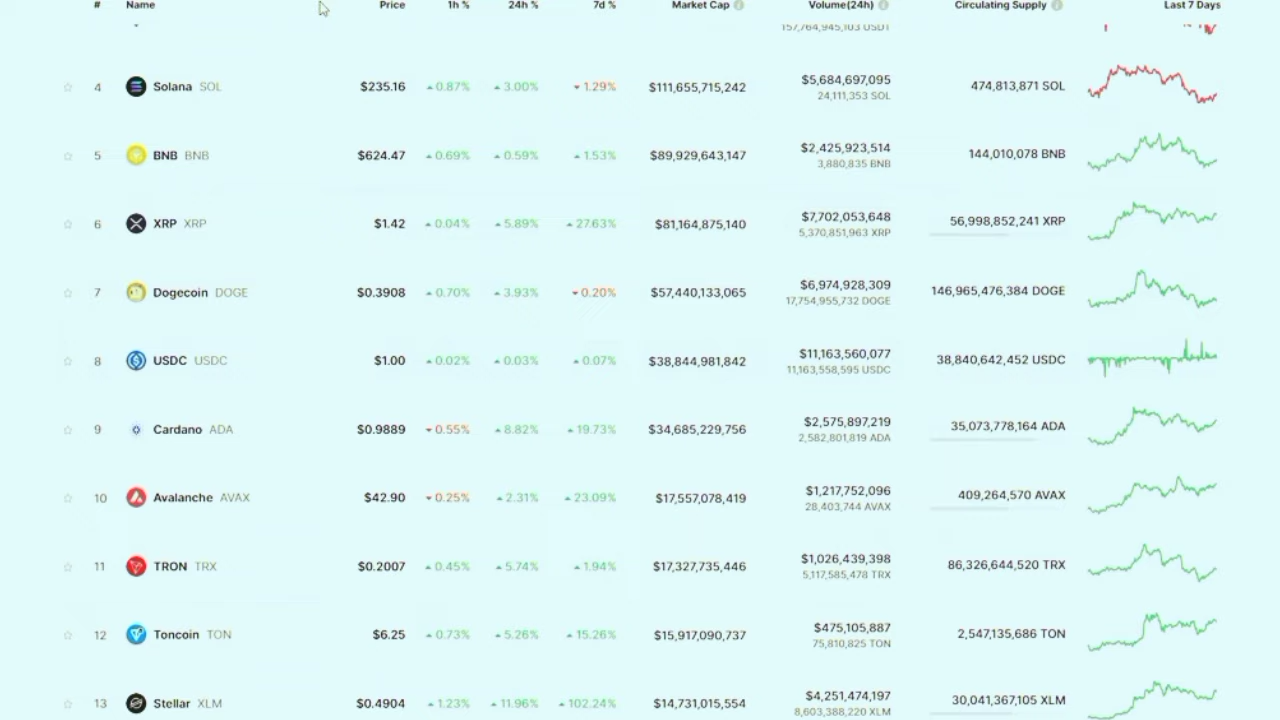 # Name Price 1h % 24h % 7d % Market Cap Volume(24h) Circulating Supply Last 7 Days
157,764,945,103 USDT
4 Solana SOL $235.16 0.87% 3.00% 1.29% $111,655,715,242 $5,684,697,095 474,813,871 SOL
24,111,353 SOL
5 BNB BNB $624.47 0.69% 0.59% 1.53% $89,929,643,147 $2,425,923,514 144,010,078 BNB
3,880,835 BNB
6 XRP XRP $1.42 0.04% 5.89% 27.63% $81,164,875,140 $7,702,053,648 56,998,852,241 XRP
5,370,851,963 XRP
7 Dogecoin DOGE $0.3908 0.70% 3.93% 0.20% $57,440,133,065 $6,974,928,309 146,965,476,384 DOGE
17,754,955,732 DOGE
8 USDC USDC $1.00 0.02% 0.03% 0.07% $38,844,981,842 $11,163,560,077 38,840,642,452 USDC
11,163,558,595 USDC
9 Cardano ADA $0.9889 0.55% 8.82% 19.73% $34,685,229,756 $2,575,897,219 35,073,778,164 ADA
2,582,801,819 ADA
10 Avalanche AVAX $42.90 0.25% 2.31% 23.09% $17,557,078,419 $1,217,752,096 409,264,570 AVAX
28,403,744 AVAX
11 TRON TRX $0.2007 0.45% 5.74% 1.94% $17,327,735,446 $1,026,439,398 86,326,644,520 TRX
5,117,585,478 TRX
12 Toncoin TON $6.25 0.73% 5.26% 15.26% $15,917,090,737 $475,105,887 2,547,135,686 TON
75,810,825 TON
13 Stellar XLM $0.4904 1.23% 11.96% 102.24% $14,731,015,554 $4,251,474,197 30,041,367,105 XLM
8,603,388,220 XLM